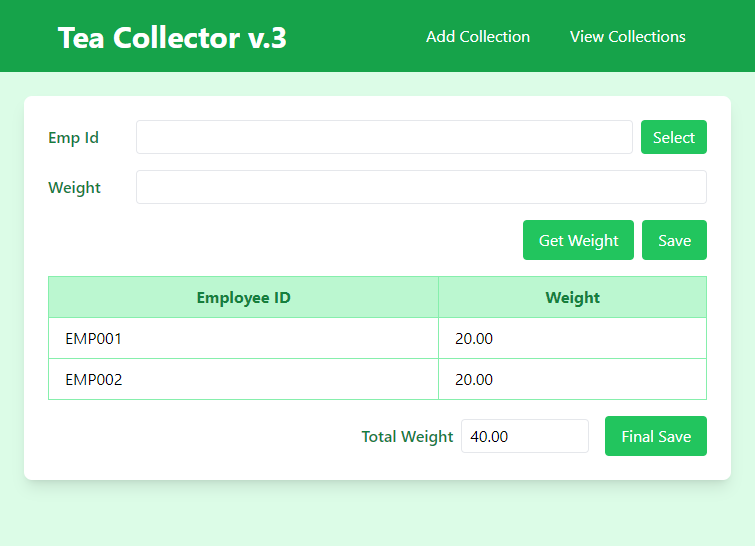 Tea Collector v.3 Add Collection View Collections
Emp Id Select
Weight
Get Weight Save
Employee ID Weight
EMP001 20.00
EMP002 20.00
Total Weight 40.00 Final Save